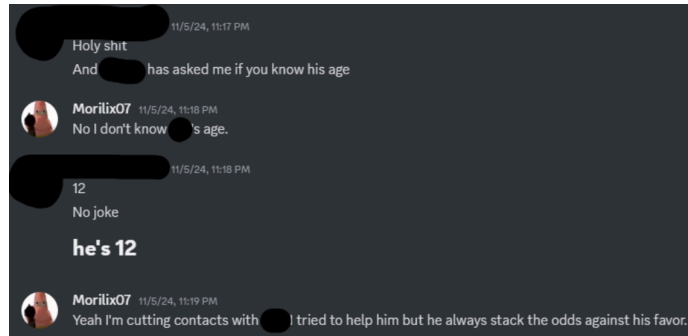 11/5/24, 11:17 PM
Holy shit
And has asked me if you know his age
Morilix07 11/5/24, 11:18 PM
No I don't know 's age.
11/5/24, 11:18 PM
12
No joke
he's 12
Morilix07 11/5/24, 11:19 PM
Yeah I'm cutting contacts with I tried to help him but he always stack the odds against his favor.